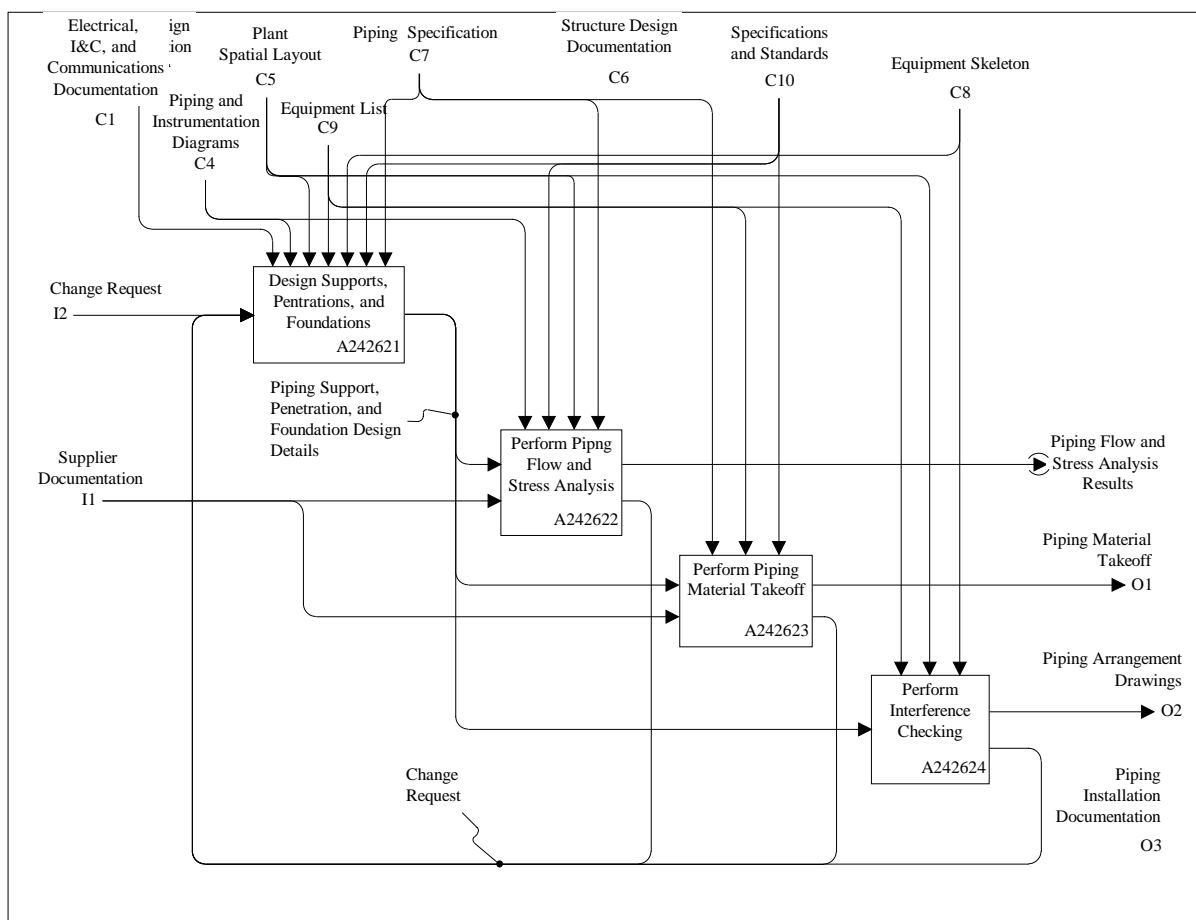 Electrical,
I&C, and
Communications
Documentation
C1
ign
ion
Plant
Spatial Layout
C5
Piping Specification
C7
Structure Design
Documentation
C6
Specifications
and Standards
C10
Equipment Skeleton
C8
Piping and
Instrumentation
Diagrams
C4
Equipment List
C9
Change Request
I2
Design Supports,
Pentrations, and
Foundations
A242621
Piping Support,
Penetration, and
Foundation Design
Details
Supplier
Documentation
I1
Perform Pipng
Flow and
Stress Analysis
A242622
Piping Flow and
Stress Analysis
Results
Perform Piping
Material Takeoff
A242623
Piping Material
Takeoff
O1
Perform
Interference
Checking
A242624
Piping Arrangement
Drawings
O2
Change
Request
Piping
Installation
Documentation
O3